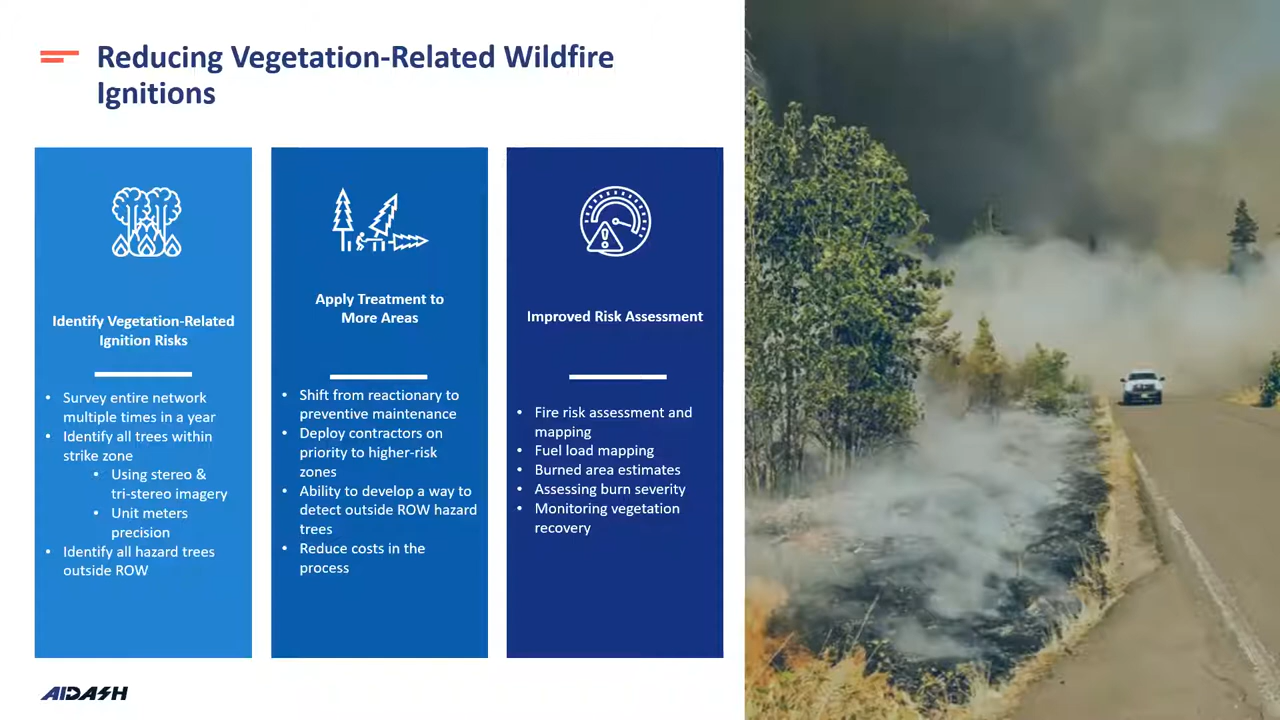 Reducing Vegetation-Related Wildfire
Ignitions
Identify Vegetation-Related
Ignition Risks
• Survey entire network
multiple times in a year
• Identify all trees within
strike zone
• Using stereo &
tri-stereo imagery
• Unit meters
precision
• Identify all hazard trees
outside ROW
Apply Treatment to
More Areas
• Shift from reactionary to
preventive maintenance
• Deploy contractors on
priority to higher-risk
zones
• Ability to develop a way to
detect outside ROW hazard
trees
• Reduce costs in the
process
Improved Risk Assessment
• Fire risk assessment and
mapping
• Fuel load mapping
• Burned area estimates
• Assessing burn severity
• Monitoring vegetation
recovery
AIDASH